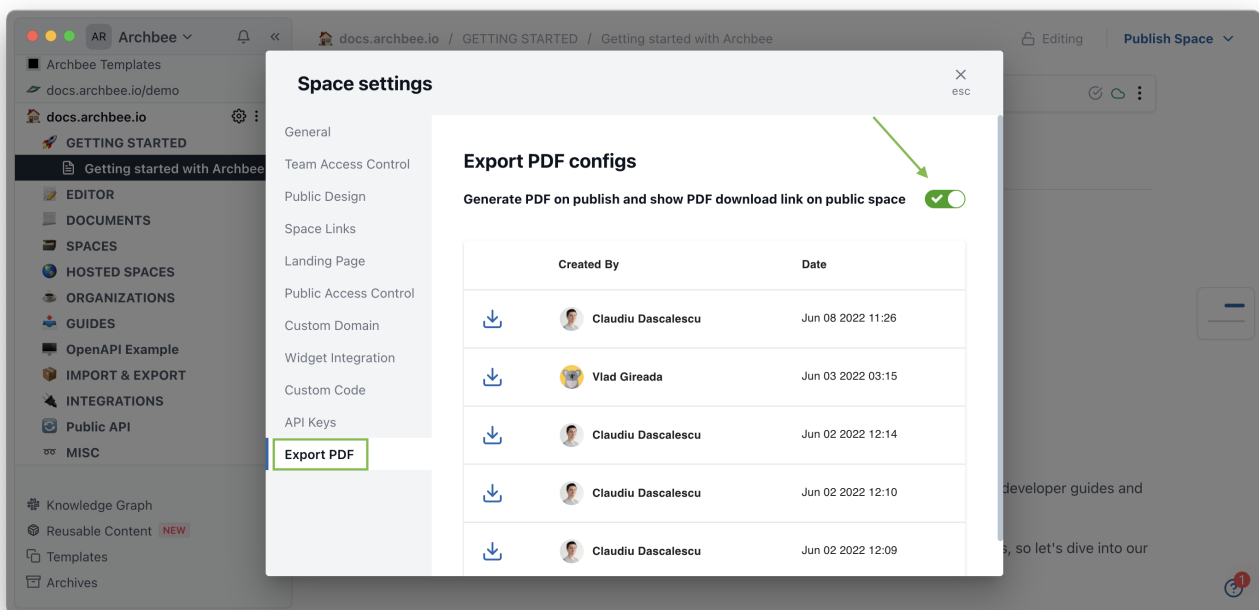 AR Archbee
docs.archbee.io / GETTING STARTED / Getting started with Archbee
Editing
Publish Space
Archbee Templates
docs.archbee.io/demo
docs.archbee.io
GETTING STARTED
Getting started with Archbee
EDITOR
DOCUMENTS
SPACES
HOSTED SPACES
ORGANIZATIONS
GUIDES
OpenAPI Example
IMPORT & EXPORT
INTEGRATIONS
Public API
MISC
Knowledge Graph
Reusable Content NEW
Templates
Archives
Space settings
esc
General
Team Access Control
Public Design
Space Links
Landing Page
Public Access Control
Custom Domain
Widget Integration
Custom Code
API Keys
Export PDF
Export PDF configs
Generate PDF on publish and show PDF download link on public space
Created By Date
Claudiu Dascalescu Jun 08 2022 11:26
Vlad Gireada Jun 03 2022 03:15
Claudiu Dascalescu Jun 02 2022 12:14
Claudiu Dascalescu Jun 02 2022 12:10
Claudiu Dascalescu Jun 02 2022 12:09
developer guides and
s, so let's dive into our
1